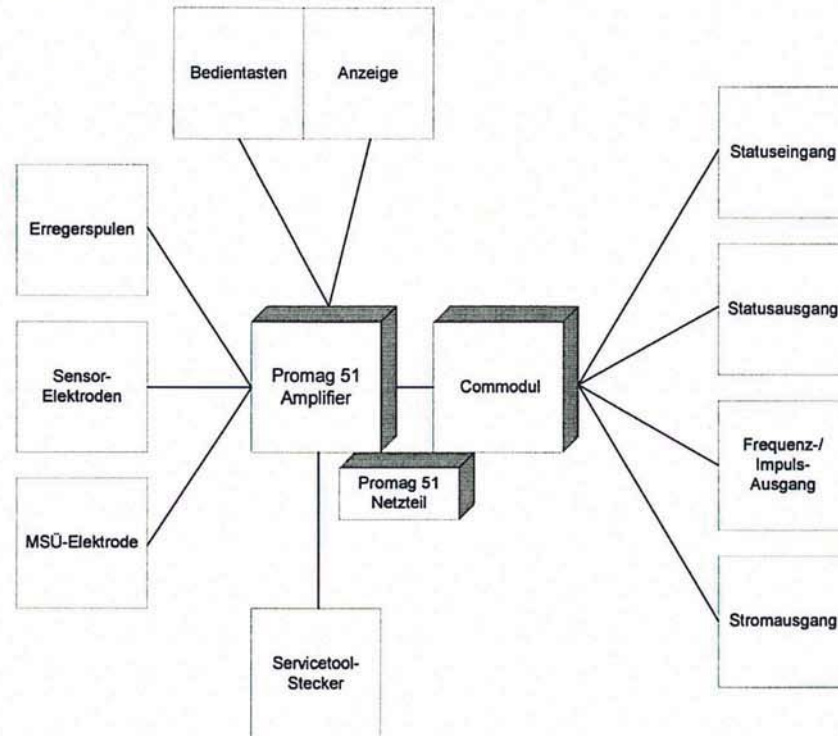 Bedientasten
Anzeige
Statuseingang
Erregerspulen
Statusausgang
Sensor-
Elektroden
Promag 51
Amplifier
Commodul
Frequenz-/
Impuls-
Ausgang
Promag 51
Netzteil
MSÜ-Elektrode
Stromausgang
Servicetool-
Stecker